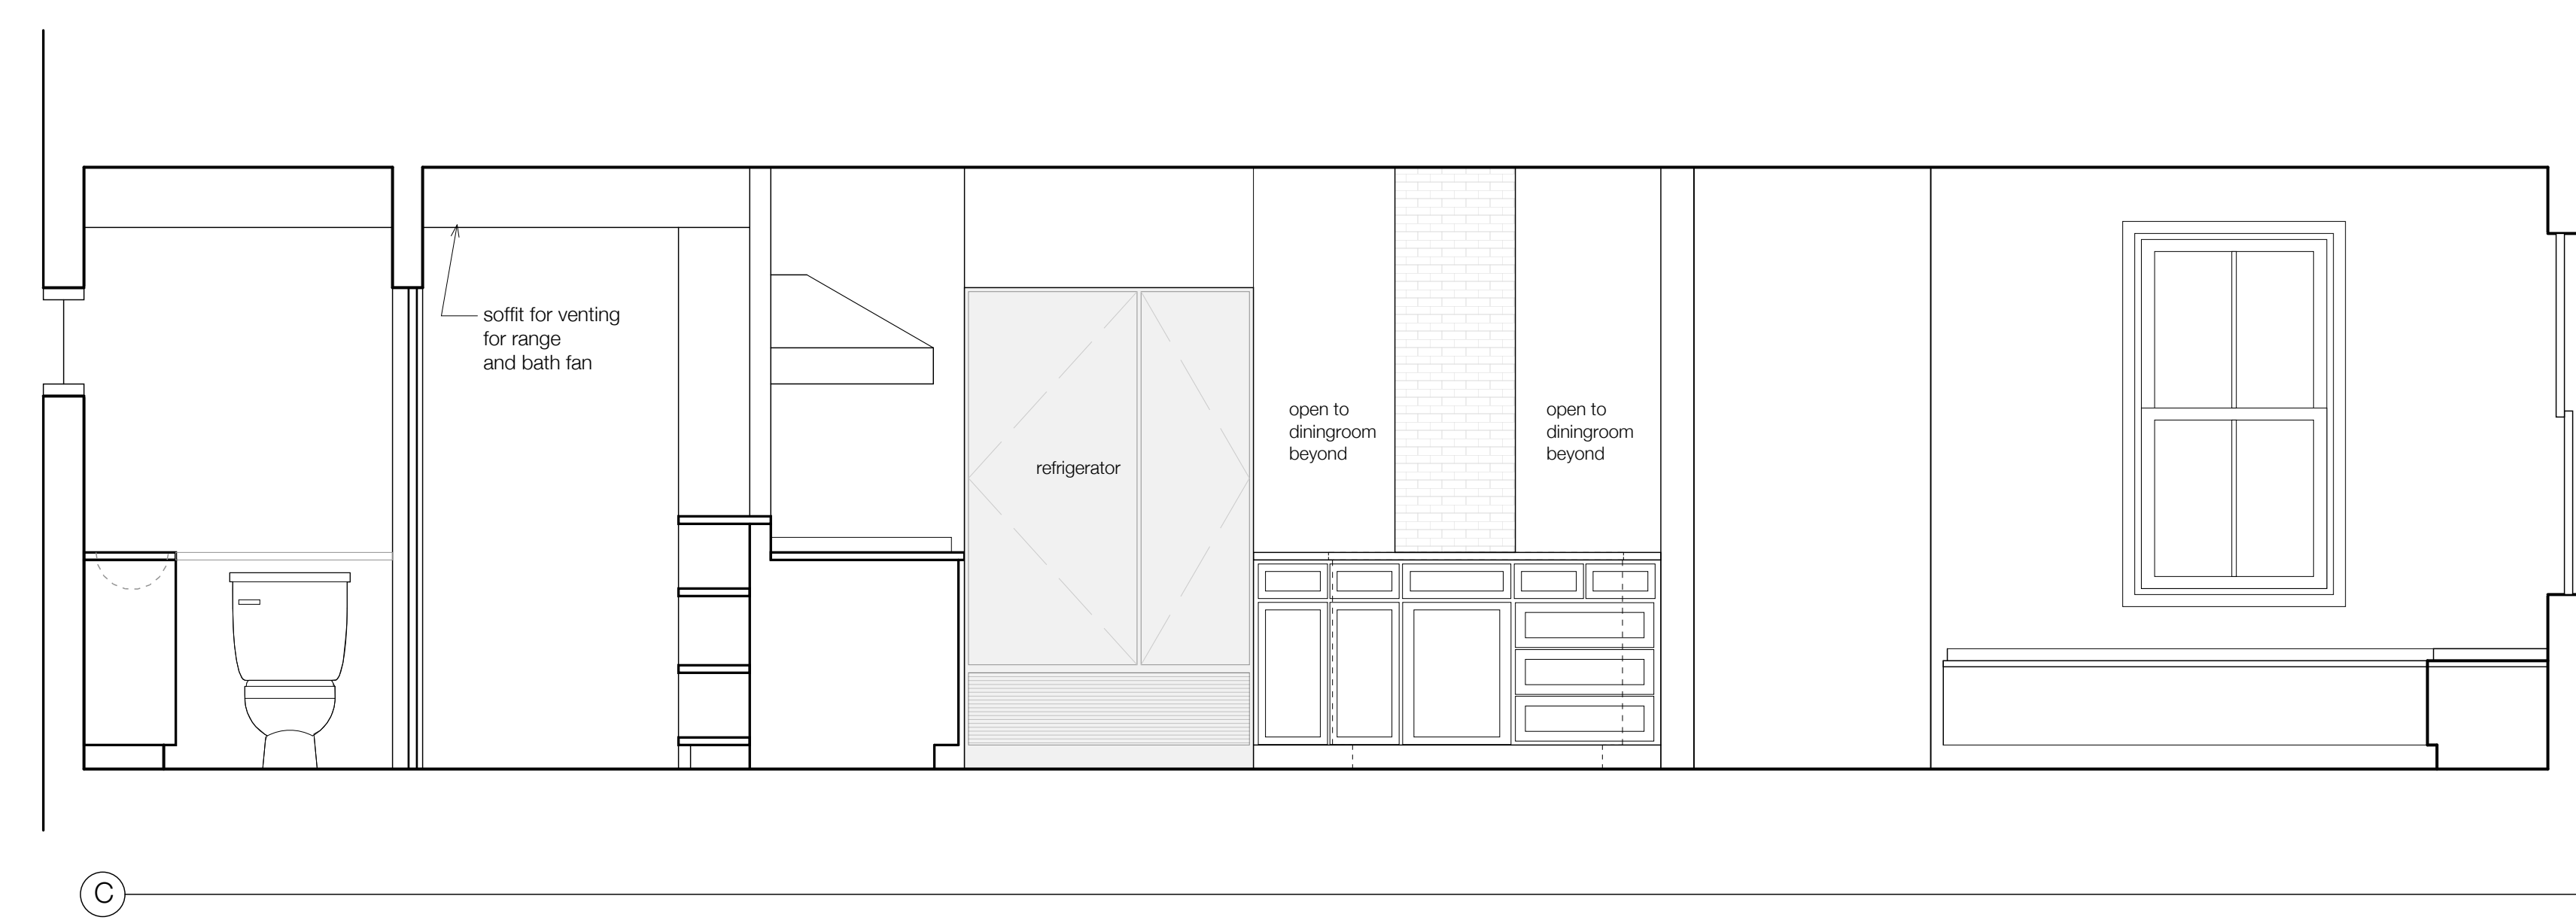 soffit for venting
for range
and bath fan
refrigerator
open to
diningroom
beyond
open to
diningroom
beyond
C